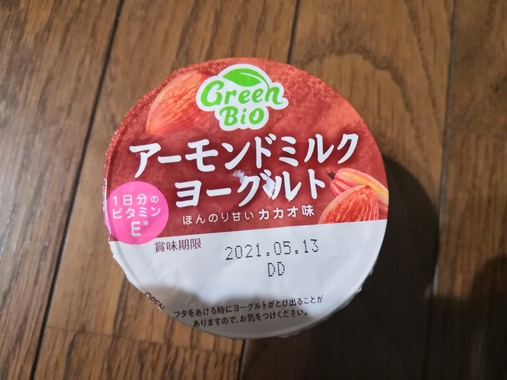 Green
Bio
アーモンドミルク
ヨーグルト
ほんのり甘いカカオ味
1日分の
ビタミン
E※
賞味期限
2021.05.13
DD
OPEN
フタをあける時にヨーグルトがとび出ることが
ありますので、お気をつけください。